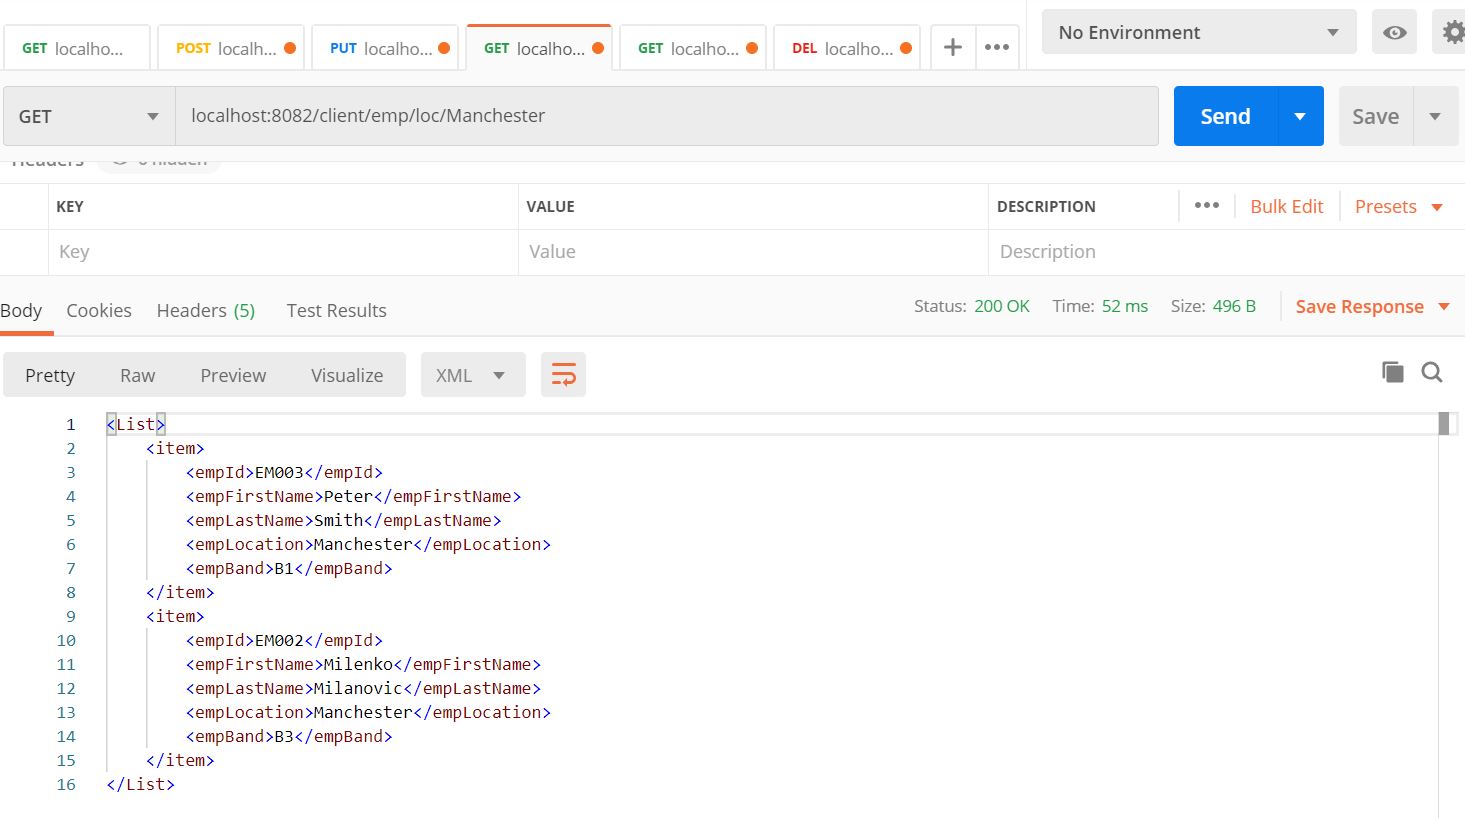 GET localho... POST localh... PUT localho... GET localho... GET localho... DEL localho... No Environment
GET localhost:8082/client/emp/loc/Manchester Send Save
Headers 6 hidden
KEY VALUE DESCRIPTION Bulk Edit Presets
Key Value Description
Body Cookies Headers (5) Test Results Status: 200 OK Time: 52 ms Size: 496 B Save Response
Pretty Raw Preview Visualize XML
1 <List>
2 <item>
3 <empId>EM003</empId>
4 <empFirstName>Peter</empFirstName>
5 <empLastName>Smith</empLastName>
6 <empLocation>Manchester</empLocation>
7 <empBand>B1</empBand>
8 </item>
9 <item>
10 <empId>EM002</empId>
11 <empFirstName>Milenko</empFirstName>
12 <empLastName>Milanovic</empLastName>
13 <empLocation>Manchester</empLocation>
14 <empBand>B3</empBand>
15 </item>
16 </List>